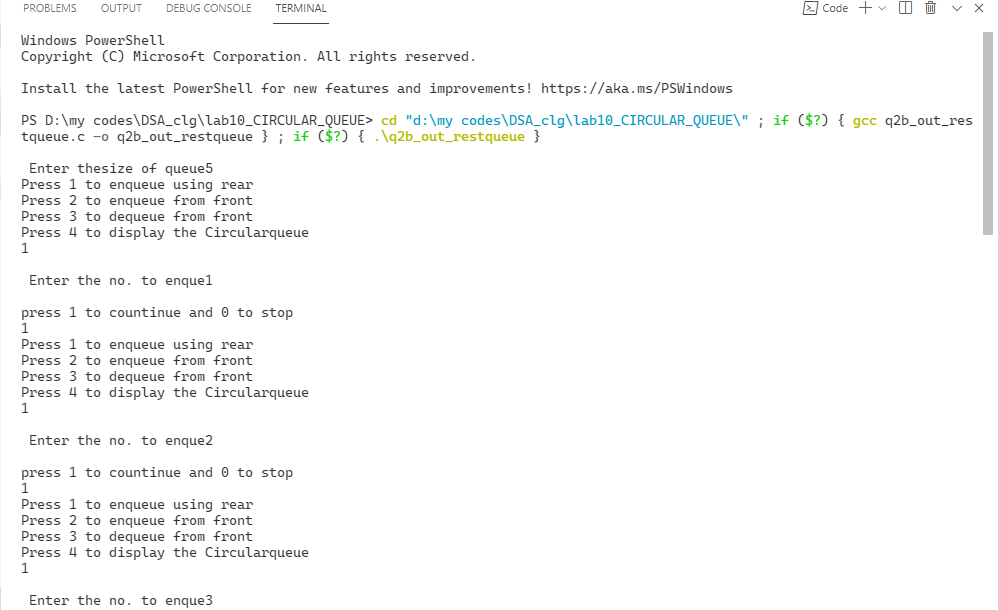 PROBLEMS OUTPUT DEBUG CONSOLE TERMINAL Code
Windows PowerShell
Copyright (C) Microsoft Corporation. All rights reserved.
Install the latest PowerShell for new features and improvements! https://aka.ms/PSWindows
PS D:\my codes\DSA_clg\lab10_CIRCULAR_QUEUE> cd "d:\my codes\DSA_clg\lab10_CIRCULAR_QUEUE\" ; if ($?) { gcc q2b_out_res
tqueue.c -o q2b_out_restqueue } ; if ($?) { .\q2b_out_restqueue }
Enter thesize of queue5
Press 1 to enqueue using rear
Press 2 to enqueue from front
Press 3 to dequeue from front
Press 4 to display the Circularqueue
1
Enter the no. to enque1
press 1 to countinue and 0 to stop
1
Press 1 to enqueue using rear
Press 2 to enqueue from front
Press 3 to dequeue from front
Press 4 to display the Circularqueue
1
Enter the no. to enque2
press 1 to countinue and 0 to stop
1
Press 1 to enqueue using rear
Press 2 to enqueue from front
Press 3 to dequeue from front
Press 4 to display the Circularqueue
1
Enter the no. to enque3